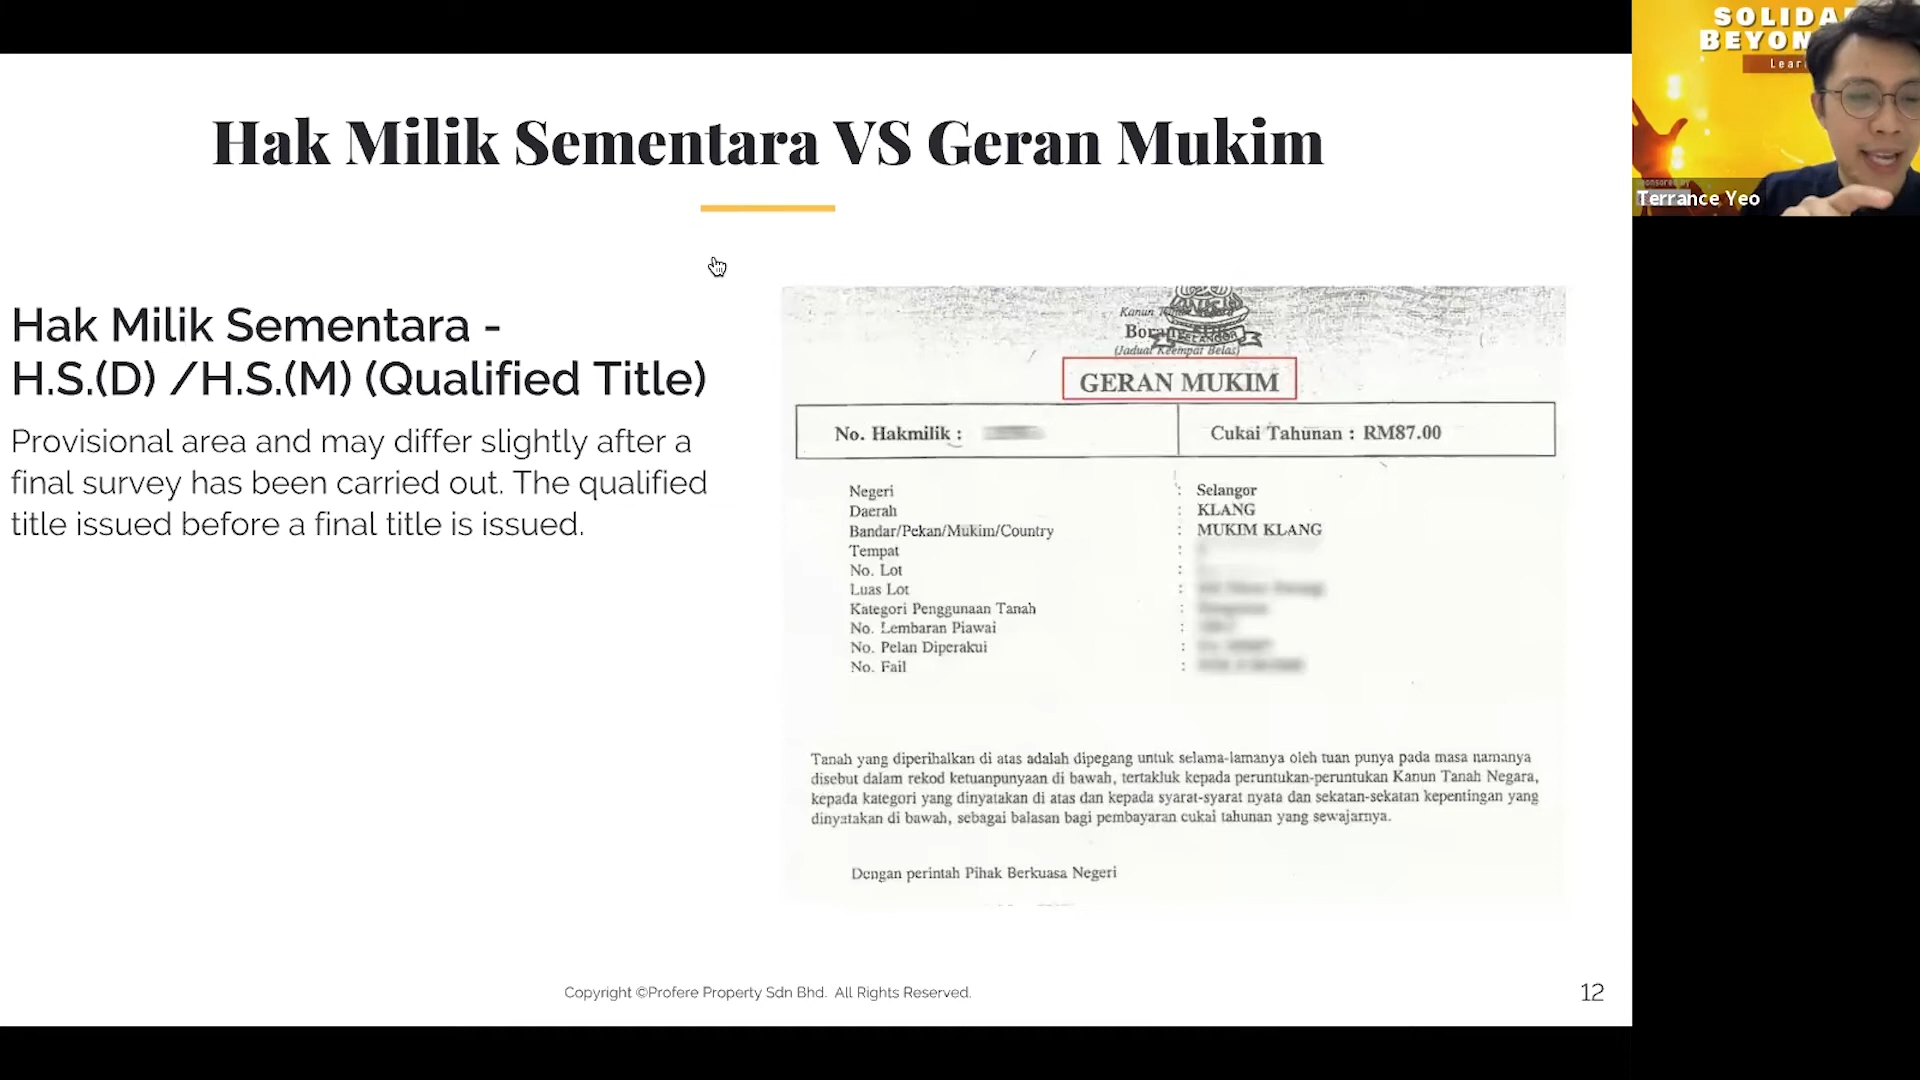 Hak Milik Sementara VS Geran Mukim
Hak Milik Sementara -
H.S.(D) /H.S.(M) (Qualified Title)
Provisional area and may differ slightly after a
final survey has been carried out. The qualified
title issued before a final title is issued.
Kanun
SELANGOR
(Jadual Keempat Belas)
GERAN MUKIM
No. Hakmilik :
Cukai Tahunan : RM87.00
Negeri : Selangor
Daerah : KLANG
Bandar/Pekan/Mukim/Country : MUKIM KLANG
Tempat :
No. Lot :
Luas Lot :
Kategori Penggunaan Tanah :
No. Lembaran Piawai :
No. Pelan Diperakui :
No. Fail :
Tanah yang diperihalkan di atas adalah dipegang untuk selama-lamanya oleh tuan punya pada masa namanya
disebut dalam rekod ketuanpunyaan di bawah, tertakluk kepada peruntukan-peruntukan Kanun Tanah Negara,
kepada kategori yang dinyatakan di atas dan kepada syarat-syarat nyata dan sekatan-sekatan kepentingan yang
dinyatakan di bawah, sebagai balasan bagi pembayaran cukai tahunan yang sewajarnya.
Dengan perintah Pihak Berkuasa Negeri
Copyright ©Profere Property Sdn Bhd. All Rights Reserved.
12
SOLIDA
BEYON
Lear
Terrance Yeo